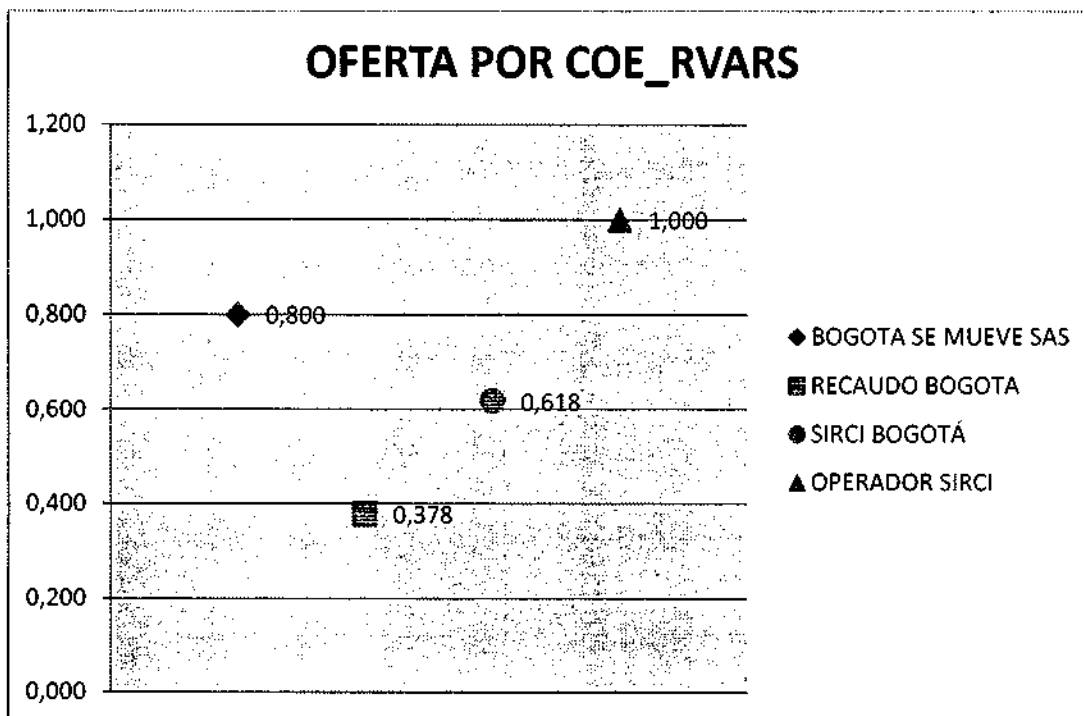 OFERTA POR COE_RVARS
1,200
1,000
0,800
0,600
0,400
0,200
0,000
1,000
0,800
0,618
0,378
BOGOTA SE MUEVE SAS
RECAUDO BOGOTA
SIRCI BOGOTÁ
OPERADOR SIRCI